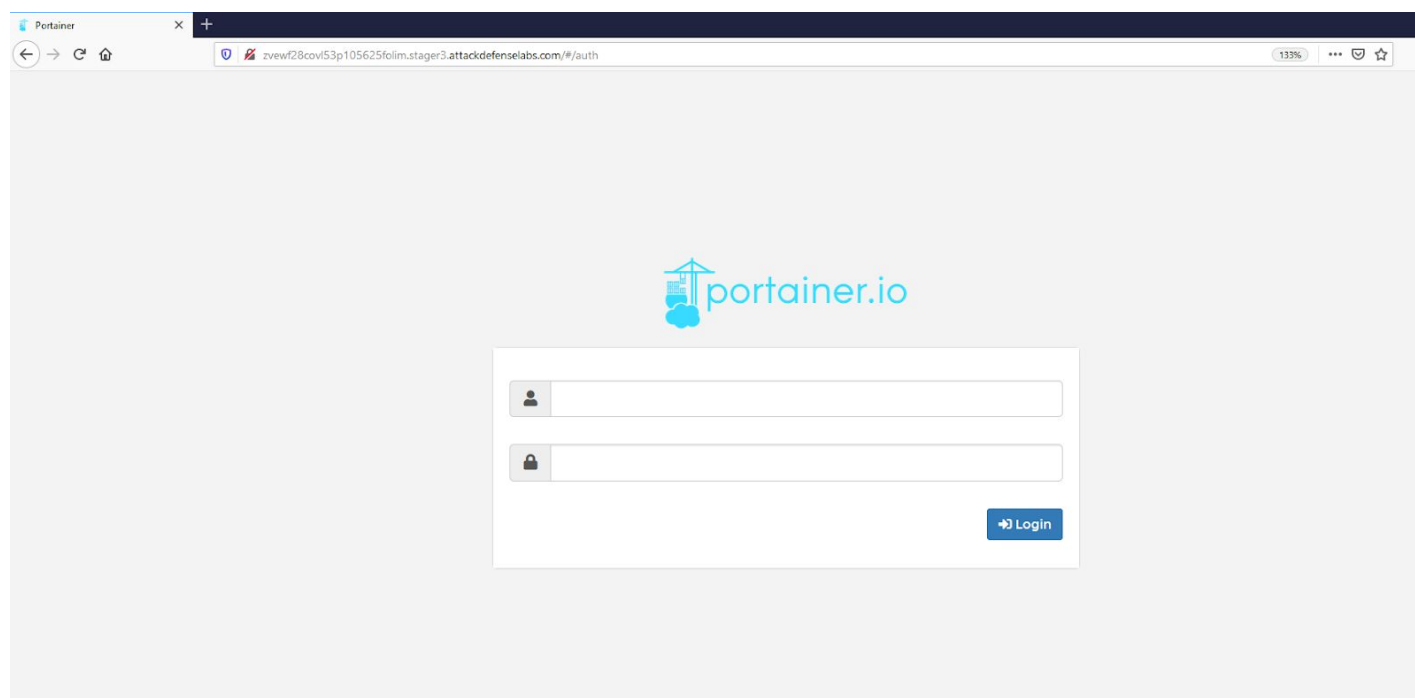 Portainer
zvewf28covl53p105625folim.stager3.attackdefenselabs.com/#/auth
133%
portainer.io
Login